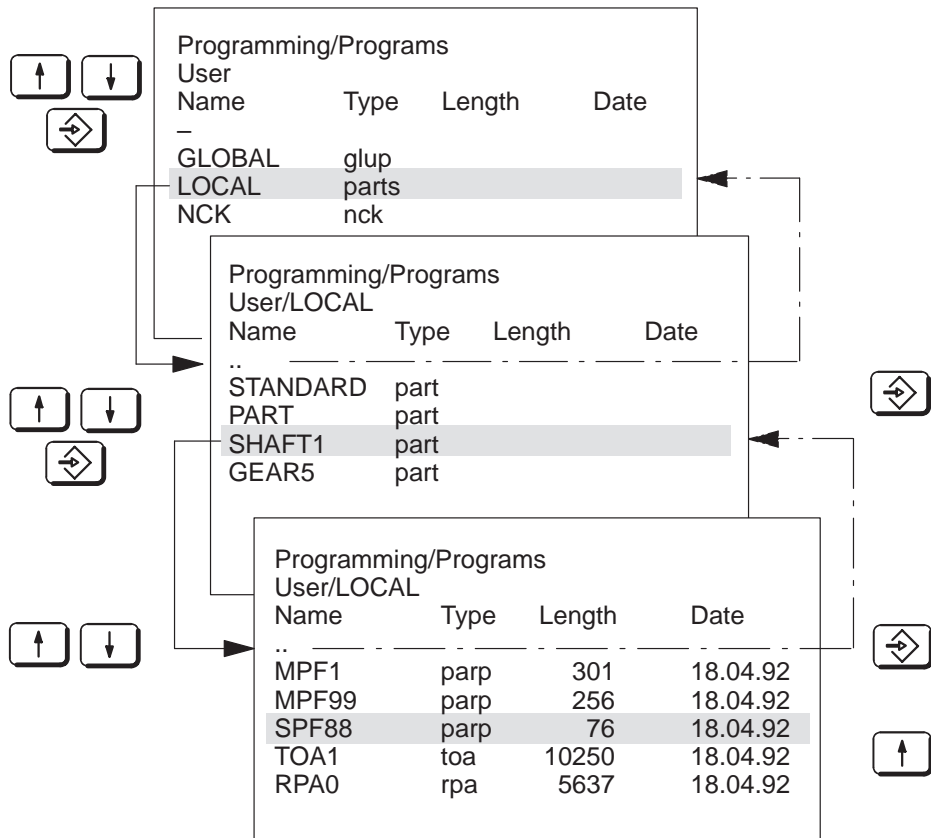 Programming/Programs
User
Name Type Length Date
–
GLOBAL glup
LOCAL parts
NCK nck
Programming/Programs
User/LOCAL
Name Type Length Date
..
STANDARD part
PART part
SHAFT1 part
GEAR5 part
Programming/Programs
User/LOCAL
Name Type Length Date
..
MPF1 parp 301 18.04.92
MPF99 parp 256 18.04.92
SPF88 parp 76 18.04.92
TOA1 toa 10250 18.04.92
RPA0 rpa 5637 18.04.92